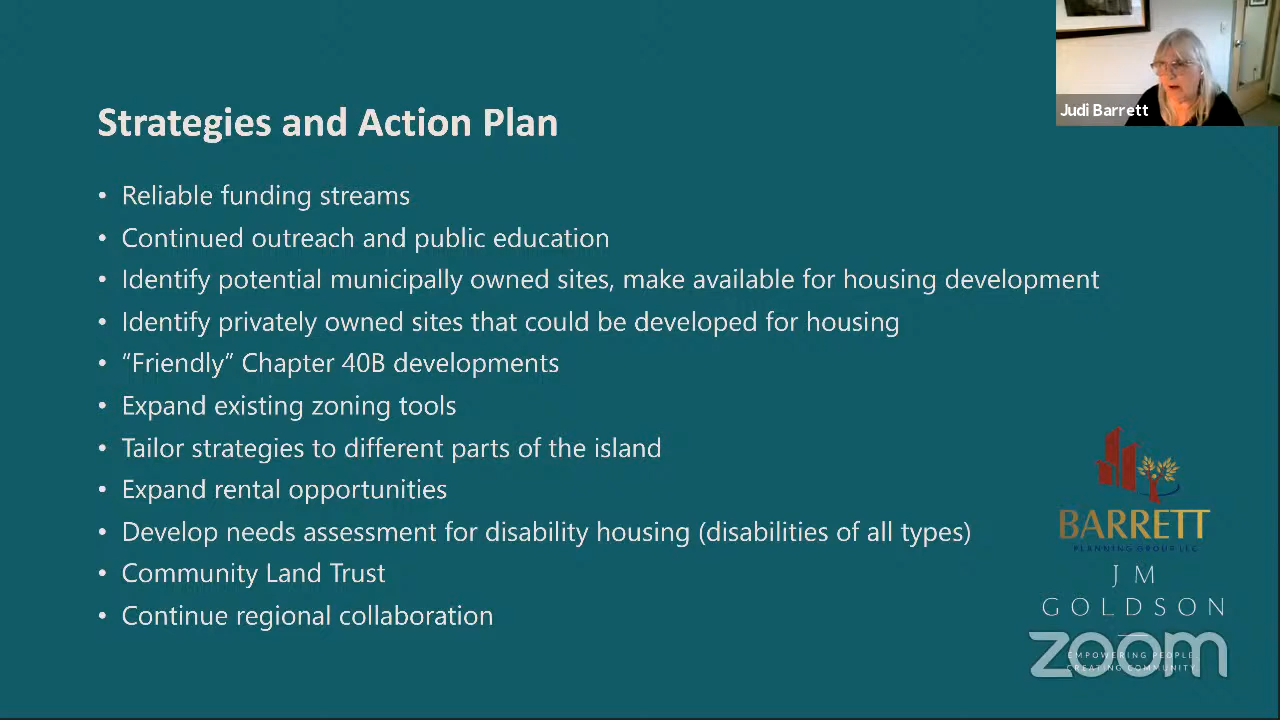 Judi Barrett
Strategies and Action Plan
• Reliable funding streams
• Continued outreach and public education
• Identify potential municipally owned sites, make available for housing development
• Identify privately owned sites that could be developed for housing
• “Friendly” Chapter 40B developments
• Expand existing zoning tools
• Tailor strategies to different parts of the island
• Expand rental opportunities
• Develop needs assessment for disability housing (disabilities of all types)
• Community Land Trust
• Continue regional collaboration
BARRETT
PLANNING GROUP LLC
JM
GOLDSON
zoom
EMPOWERING PEOPLE.
CREATING COMMUNITY.